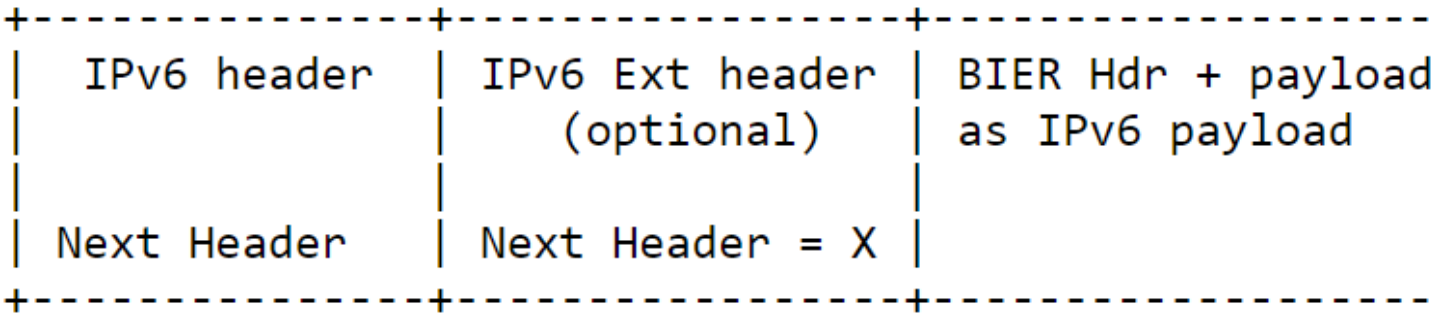 +---------------+-----------------+-------------------
|  IPv6 header  | IPv6 Ext header | BIER Hdr + payload
|               |    (optional)   | as IPv6 payload
|               |                 |
| Next Header   | Next Header = X |
+---------------+-----------------+-------------------